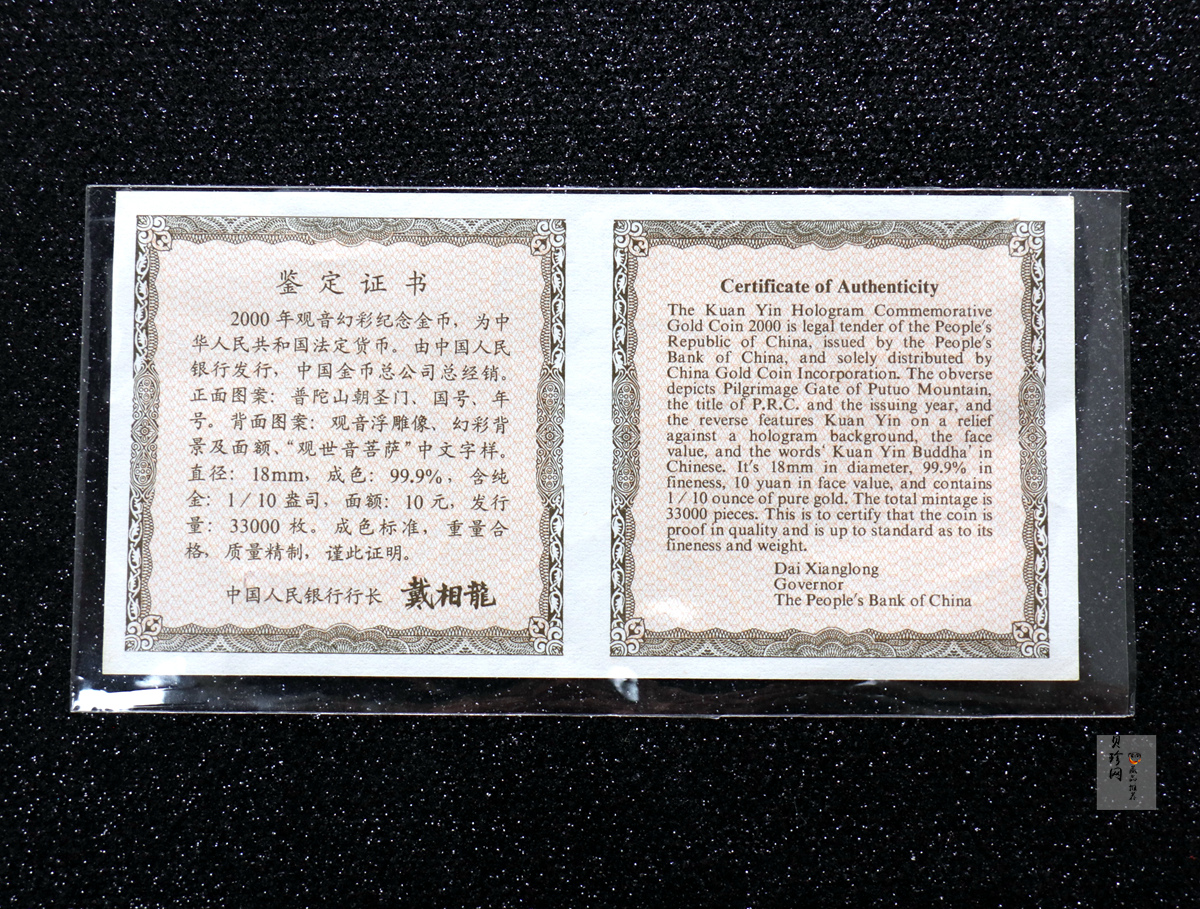 鉴定证书
2000年观音幻彩纪念金币，为中
华人民共和国法定货币。由中国人民
银行发行，中国金币总公司总经销。
正面图案：普陀山朝圣门、国号、年
号。背面图案：观音浮雕像、幻彩背
景及面额、“观世音菩萨”中文字样。
直径：18mm，成色：99.9%，含纯
金：1/10盎司，面额：10元，发行
量：33000枚。成色标准，重量合
格，质量精制，谨此证明。
中国人民银行行长 戴相龍
Certificate of Authenticity
The Kuan Yin Hologram Commemorative
Gold Coin 2000 is legal tender of the People's
Republic of China, issued by the People's
Bank of China, and solely distributed by
China Gold Coin Incorporation. The obverse
depicts Pilgrimage Gate of Putuo Mountain,
the title of P.R.C. and the issuing year, and
the reverse features Kuan Yin on a relief
against a hologram background, the face
value, and the words' Kuan Yin Buddha' in
Chinese. It's 18mm in diameter, 99.9% in
fineness, 10 yuan in face value, and contains
1/10 ounce of pure gold. The total mintage is
33000 pieces. This is to certify that the coin is
proof in quality and is up to standard as to its
fineness and weight.
Dai Xianglong
Governor
The People's Bank of China